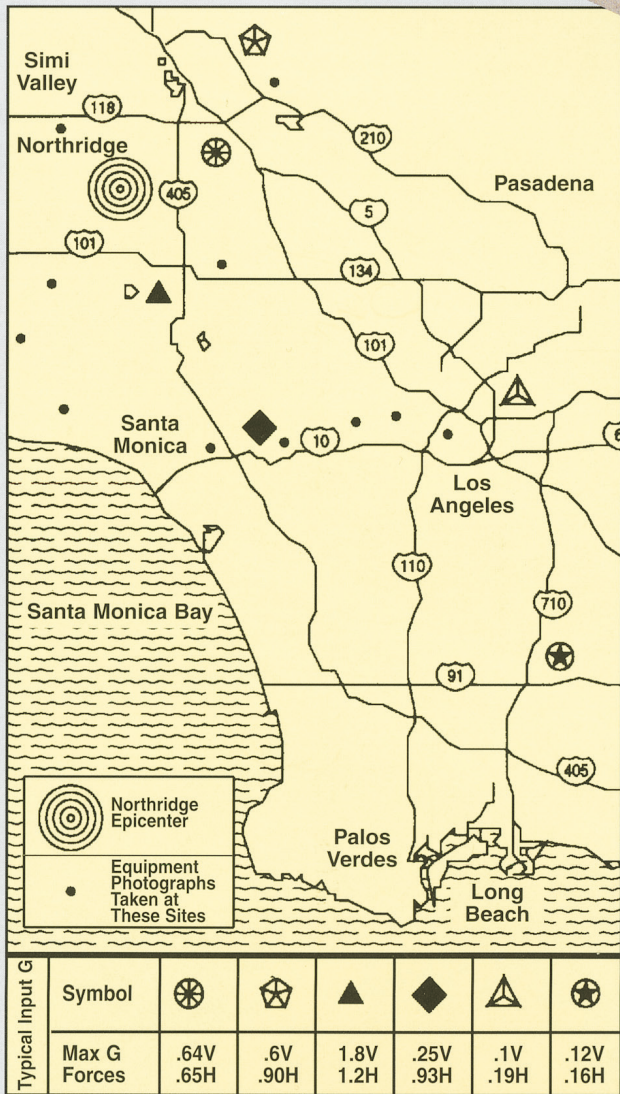 Simi
Valley
118
Northridge
210
405
Pasadena
5
101
134
101
Santa
Monica
10
6
Los
Angeles
110
Santa Monica Bay
710
91
405
Northridge
Epicenter
Palos
Verdes
Equipment
Photographs
Taken at
These Sites
Long
Beach
Typical Input G
Symbol
Max G .64V .6V 1.8V .25V .1V .12V
Forces .65H .90H 1.2H .93H .19H .16H